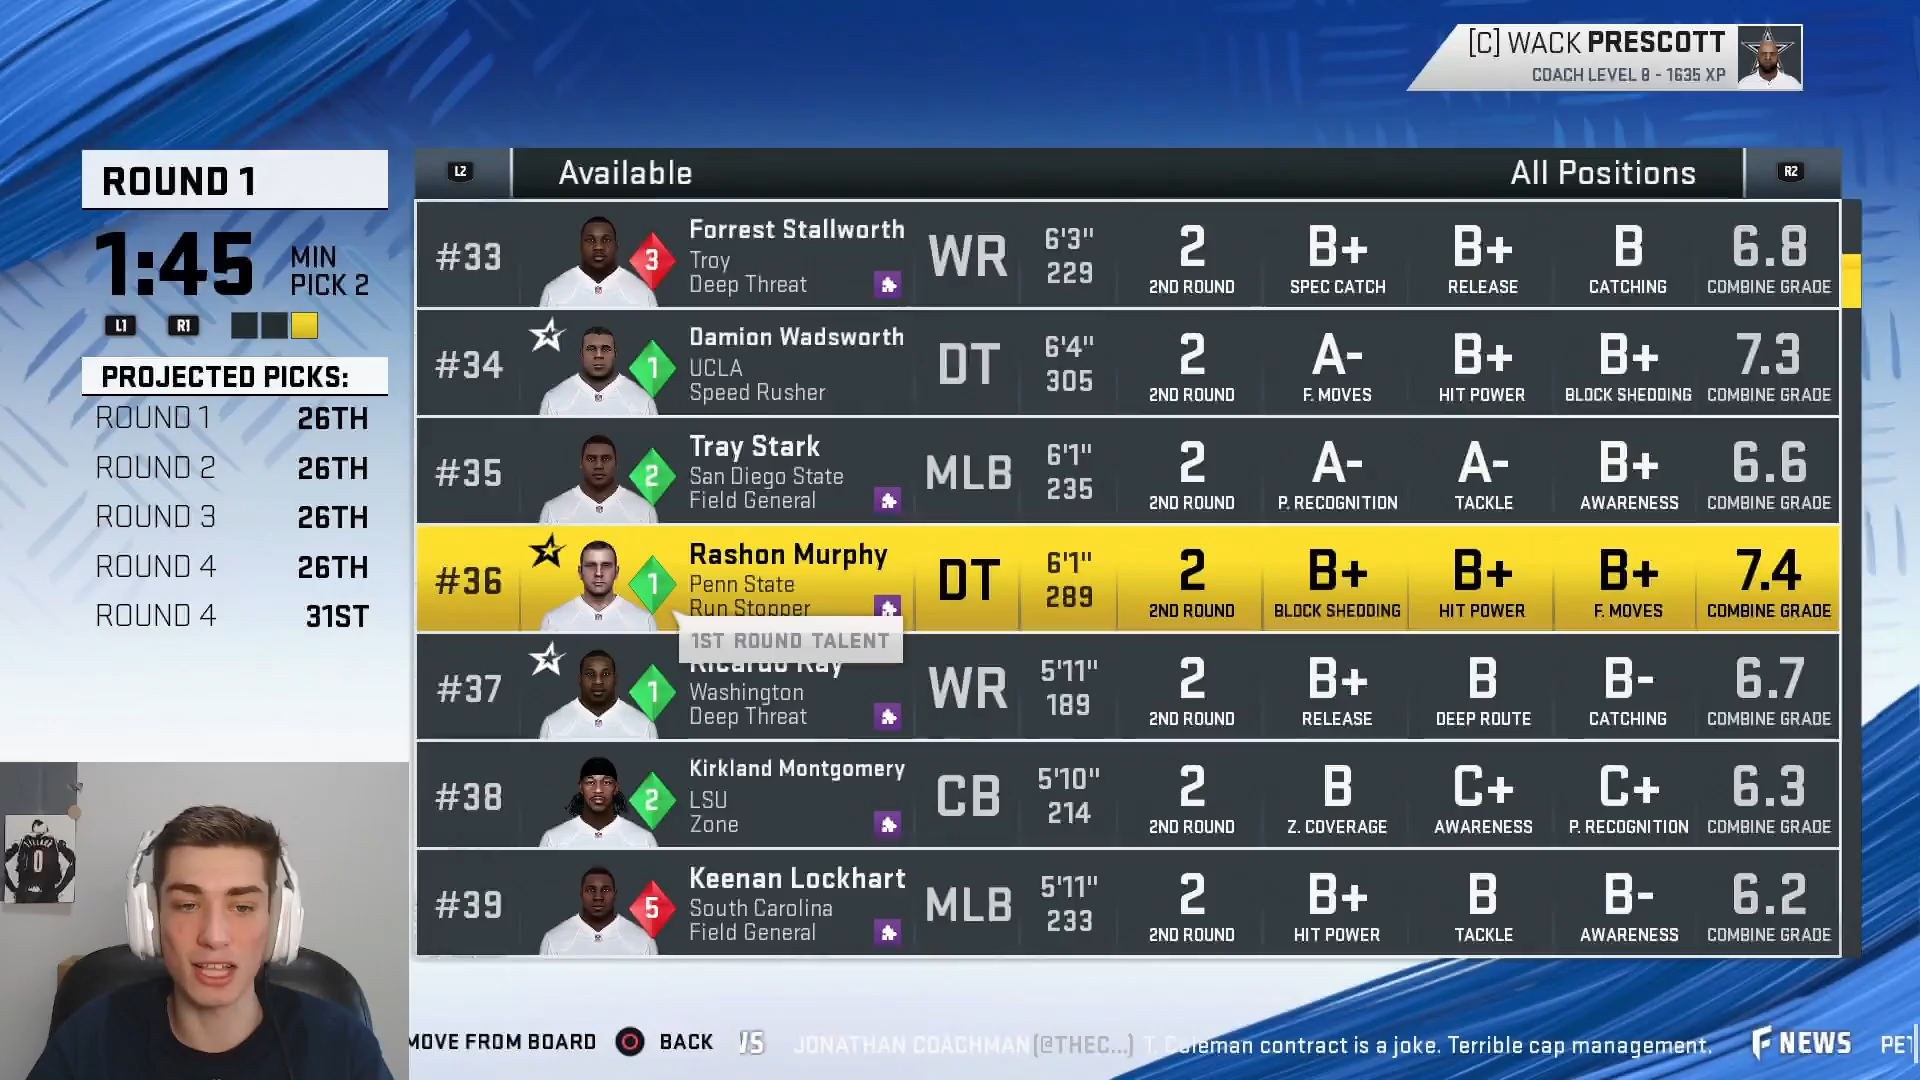 [C] WACK PRESCOTT
COACH LEVEL 8 - 1635 XP
ROUND 1
1:45 MIN
PICK 2
L1 R1
PROJECTED PICKS:
ROUND 1 26TH
ROUND 2 26TH
ROUND 3 26TH
ROUND 4 26TH
ROUND 4 31ST
L2 Available All Positions R2
#33 3 Forrest Stallworth Troy Deep Threat WR 6'3" 229 2 2ND ROUND B+ SPEC CATCH B+ RELEASE B CATCHING 6.8 COMBINE GRADE
#34 1 Damion Wadsworth UCLA Speed Rusher DT 6'4" 305 2 2ND ROUND A- F. MOVES B+ HIT POWER B+ BLOCK SHEDDING 7.3 COMBINE GRADE
#35 2 Tray Stark San Diego State Field General MLB 6'1" 235 2 2ND ROUND A- P. RECOGNITION A- TACKLE B+ AWARENESS 6.6 COMBINE GRADE
#36 1 Rashon Murphy Penn State Run Stopper DT 6'1" 289 2 2ND ROUND B+ BLOCK SHEDDING B+ HIT POWER B+ F. MOVES 7.4 COMBINE GRADE
1ST ROUND TALENT
#37 1 Ricardo Ray Washington Deep Threat WR 5'11" 189 2 2ND ROUND B+ RELEASE B DEEP ROUTE B- CATCHING 6.7 COMBINE GRADE
#38 2 Kirkland Montgomery LSU Zone CB 5'10" 214 2 2ND ROUND B Z. COVERAGE C+ AWARENESS C+ P. RECOGNITION 6.3 COMBINE GRADE
#39 5 Keenan Lockhart South Carolina Field General MLB 5'11" 233 2 2ND ROUND B+ HIT POWER B TACKLE B- AWARENESS 6.2 COMBINE GRADE
0
MOVE FROM BOARD BACK
JONATHAN COACHMAN (@THEC...) T. Coleman contract is a joke. Terrible cap management. NEWS